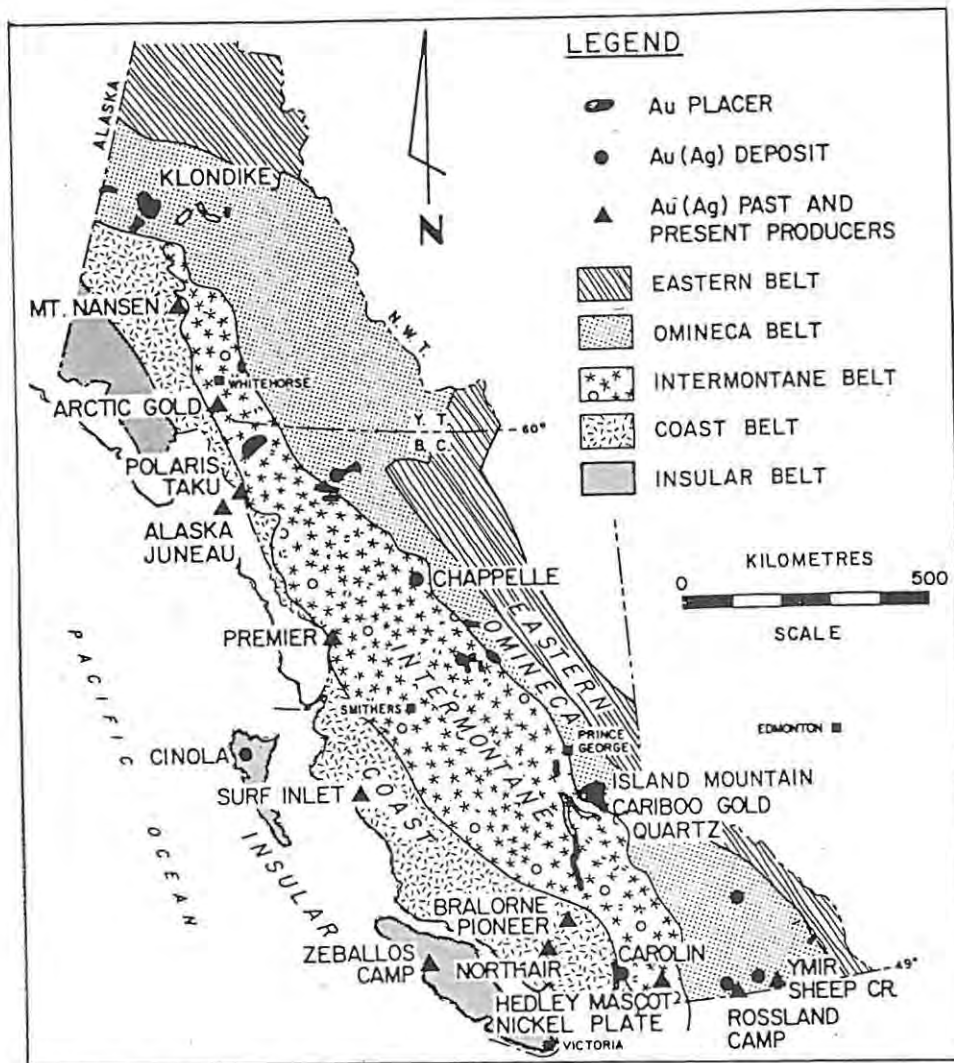 LEGEND
Au PLACER
Au (Ag) DEPOSIT
Au (Ag) PAST AND
PRESENT PRODUCERS
EASTERN BELT
OMINECA BELT
INTERMONTANE BELT
COAST BELT
INSULAR BELT
KILOMETRES
0 500
SCALE
N
ALASKA
KLONDIKE
MT. NANSEN
N.W.T.
WHITEHORSE
ARCTIC GOLD
Y. T.
B. C.
60°
POLARIS
TAKU
ALASKA
JUNEAU
CHAPPELLE
PREMIER
SMITHERS
INTERMONTANE
OMINECA
EASTERN
PRINCE
GEORGE
EDMONTON
PACIFIC OCEAN
CINOLA
SURF INLET
COAST
INSULAR
ISLAND MOUNTAIN
CARIBOO GOLD
QUARTZ
BRALORNE
PIONEER
ZEBALLOS
CAMP
NORTHAIR
CAROLIN
HEDLEY MASCOT
NICKEL PLATE
YMIR
SHEEP CR.
49°
ROSSLAND
CAMP
VICTORIA